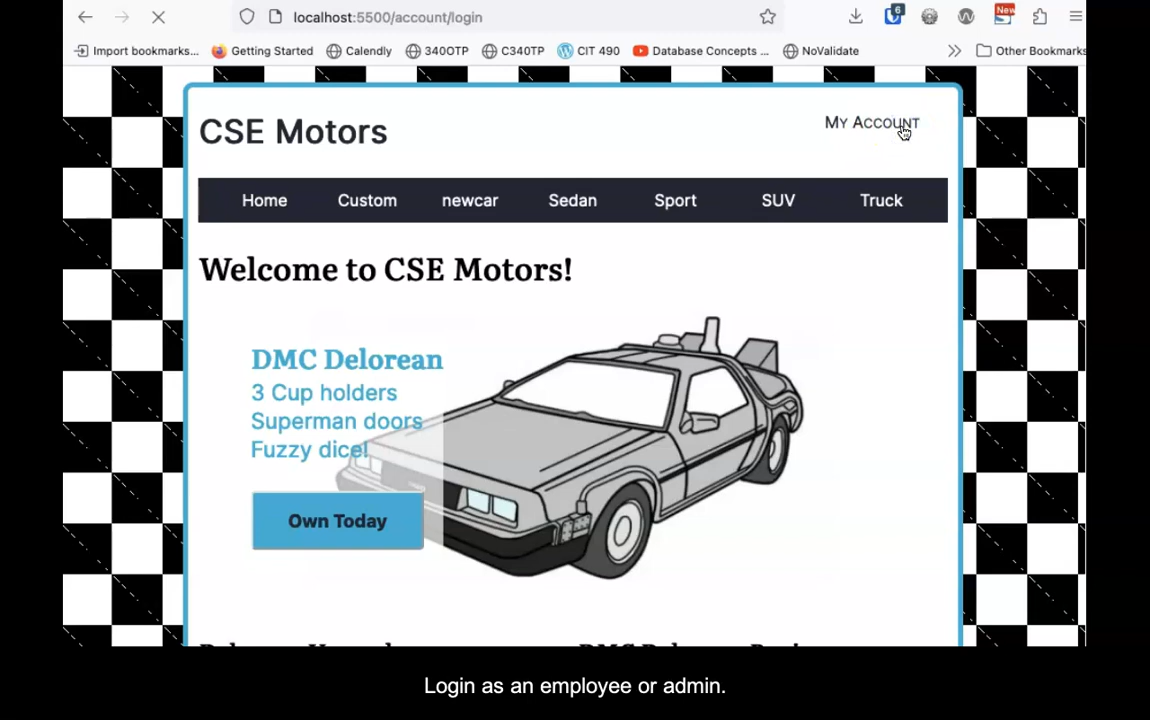 localhost:5500/account/login
6
New
Import bookmarks...
Getting Started
Calendly
340OTP
C340TP
CIT 490
Database Concepts ...
NoValidate
Other Bookmarks
CSE Motors
My Account
Home
Custom
newcar
Sedan
Sport
SUV
Truck
Welcome to CSE Motors!
DMC Delorean
3 Cup holders
Superman doors
Fuzzy dice!
Own Today
Login as an employee or admin.